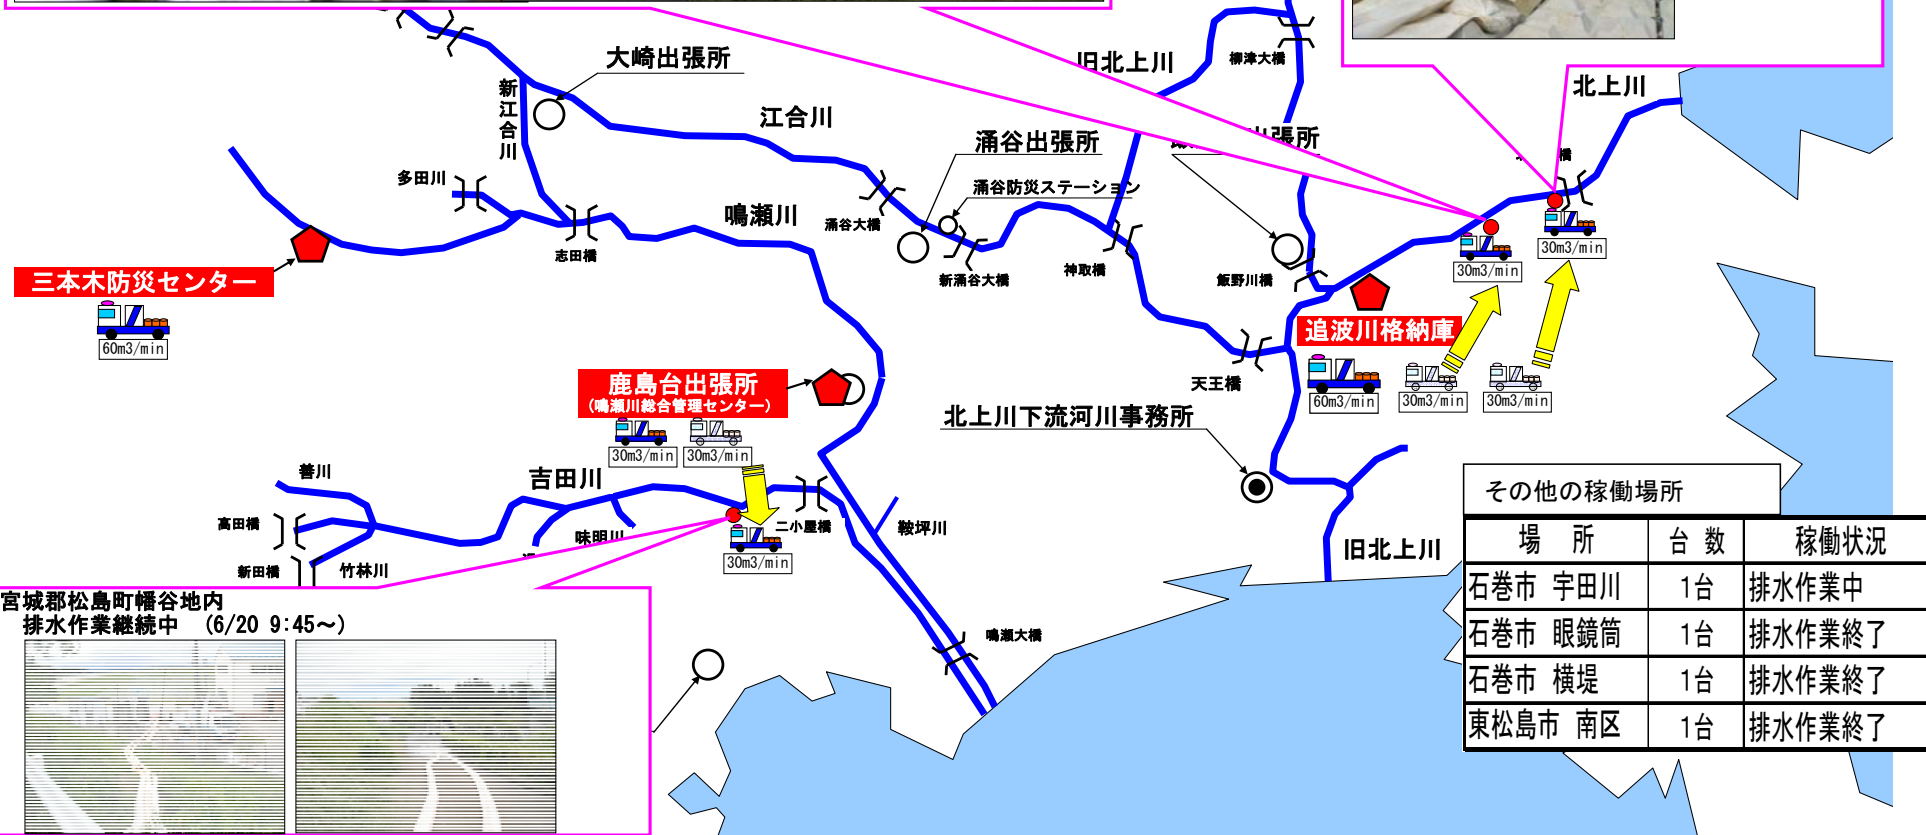 大崎出張所
旧北上川
柳津大橋
北上川
新江合川
江合川
涌谷出張所
出張所
橋
多田川
涌谷防災ステーション
鳴瀬川
涌谷大橋
志田橋
新涌谷大橋
神取橋
飯野川橋
30m3/min
30m3/min
三本木防災センター
60m3/min
追波川格納庫
60m3/min
30m3/min
30m3/min
天王橋
鹿島台出張所
(鳴瀬川総合管理センター)
30m3/min
30m3/min
北上川下流河川事務所
善川
吉田川
高田橋
味明川
二小屋橋
鞍坪川
30m3/min
新田橋
竹林川
旧北上川
鳴瀬大橋
宮城郡松島町幡谷地内
排水作業継続中 (6/20 9:45~)
その他の稼働場所
場 所 台 数 稼働状況
石巻市 宇田川 1台 排水作業中
石巻市 眼鏡筒 1台 排水作業終了
石巻市 横堤 1台 排水作業終了
東松島市 南区 1台 排水作業終了